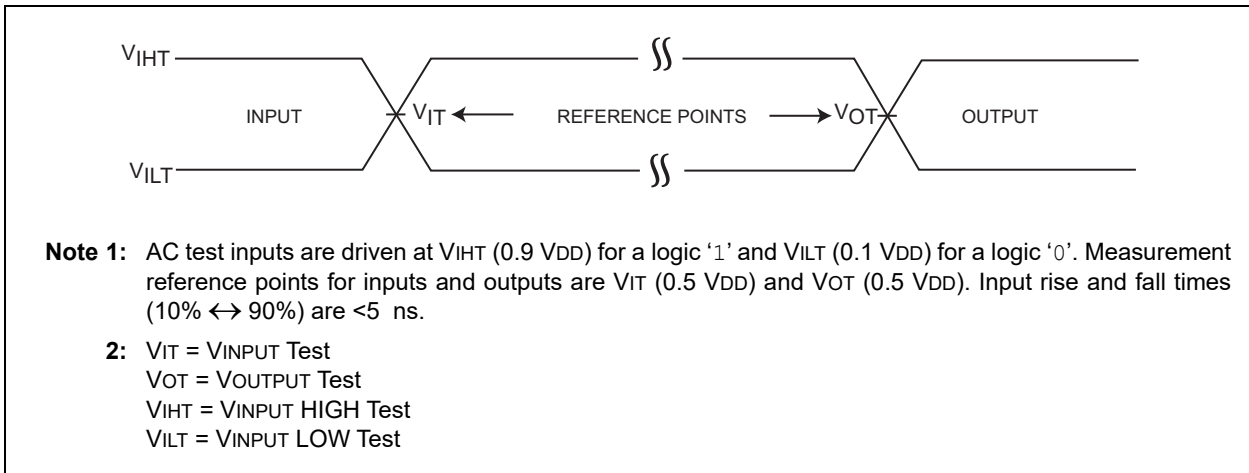 VIHT
INPUT VIT REFERENCE POINTS VOT OUTPUT
VILT
Note 1: AC test inputs are driven at VIHT (0.9 VDD) for a logic ‘1’ and VILT (0.1 VDD) for a logic ‘0’. Measurement
reference points for inputs and outputs are VIT (0.5 VDD) and VOT (0.5 VDD). Input rise and fall times
(10% ↔ 90%) are <5 ns.
2: VIT = VINPUT Test
VOT = VOUTPUT Test
VIHT = VINPUT HIGH Test
VILT = VINPUT LOW Test